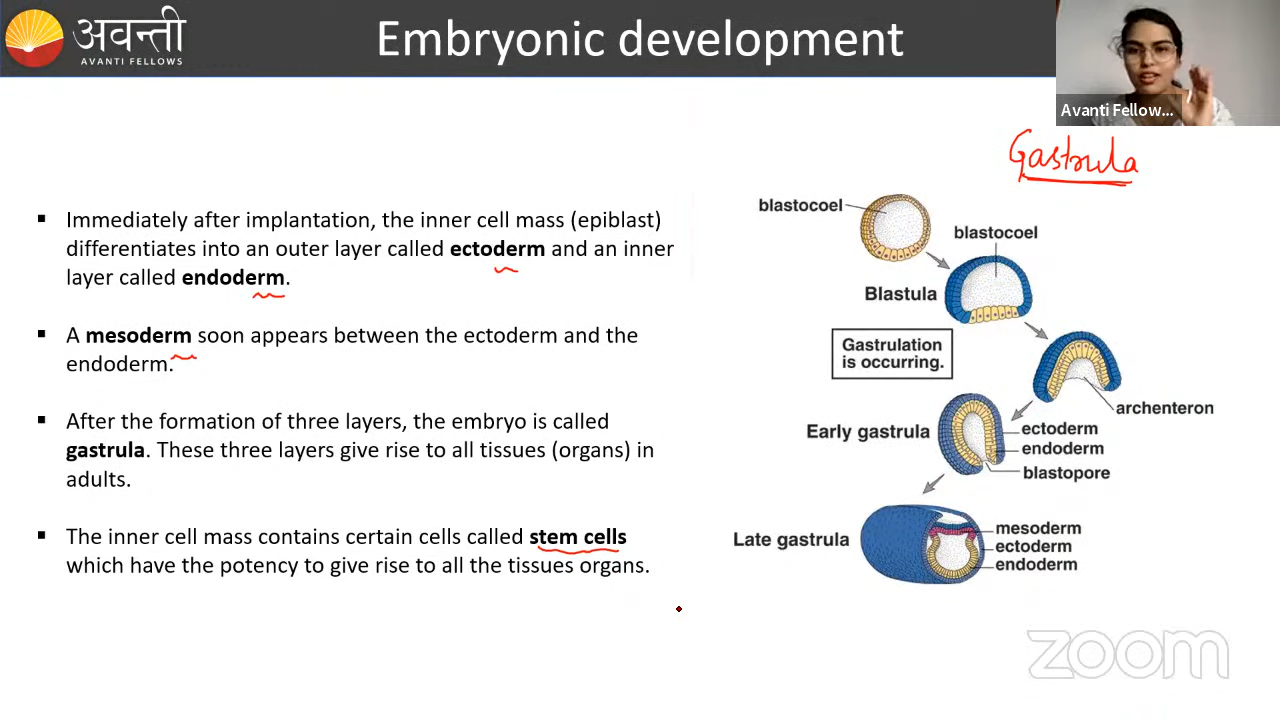 अवन्ती
AVANTI FELLOWS
Embryonic development
Avanti Fellow...
Gastrula
▪ Immediately after implantation, the inner cell mass (epiblast)
differentiates into an outer layer called ectoderm and an inner
layer called endoderm.
▪ A mesoderm soon appears between the ectoderm and the
endoderm.
▪ After the formation of three layers, the embryo is called
gastrula. These three layers give rise to all tissues (organs) in
adults.
▪ The inner cell mass contains certain cells called stem cells
which have the potency to give rise to all the tissues organs.
blastocoel
blastocoel
Blastula
Gastrulation
is occurring.
archenteron
Early gastrula
ectoderm
endoderm
blastopore
Late gastrula
mesoderm
ectoderm
endoderm
zoom